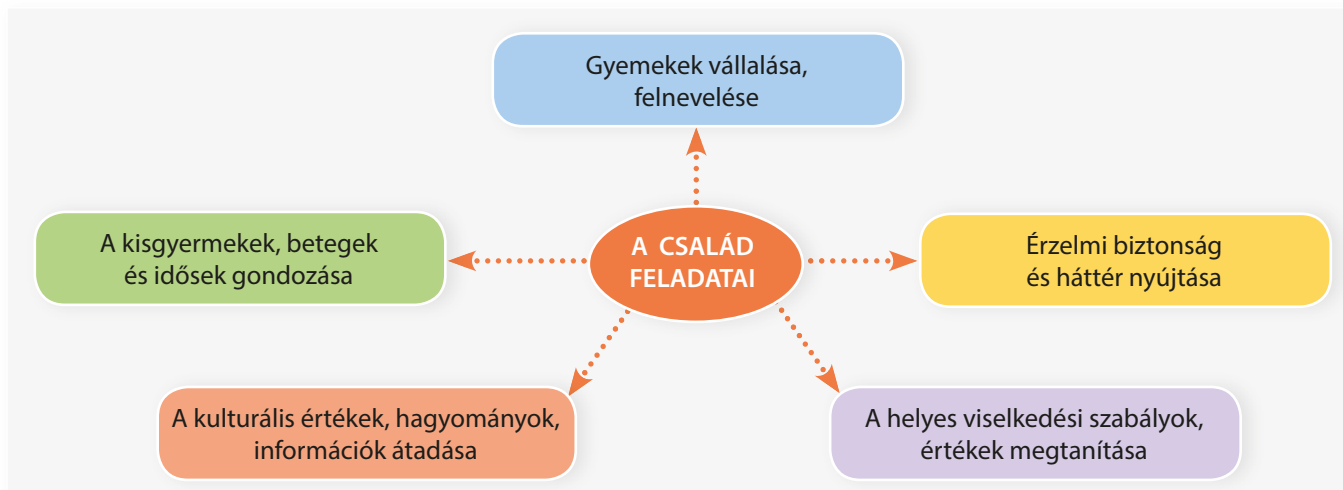 Gyemekek vállalása,
felnevelése
A kisgyermekek, betegek
és idősek gondozása
A CSALÁD
FELADATAI
Érzelmi biztonság
és háttér nyújtása
A kulturális értékek, hagyományok,
információk átadása
A helyes viselkedési szabályok,
értékek megtanítása